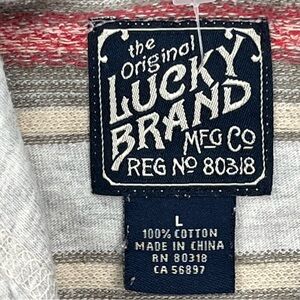 the
Original
LUCKY
BRAND
MFG Co
REG Nº 80318
L
100% COTTON
MADE IN CHINA
RN 80318
CA 56897